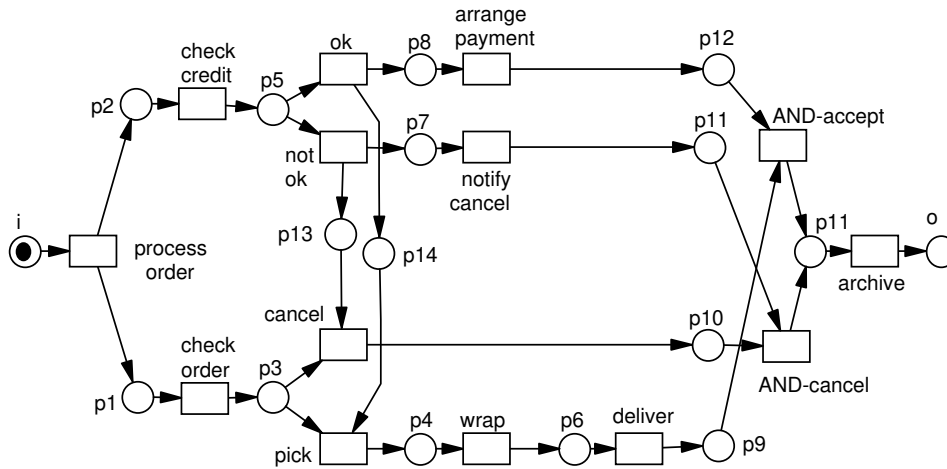 arrange
payment
ok
p8
p12
check
credit
p5
p2
AND-accept
p7
p11
not
ok
notify
cancel
i
p13
p14
p11
o
process
order
archive
cancel
p10
check
order
p3
p1
AND-cancel
p4
wrap
p6
deliver
pick
p9